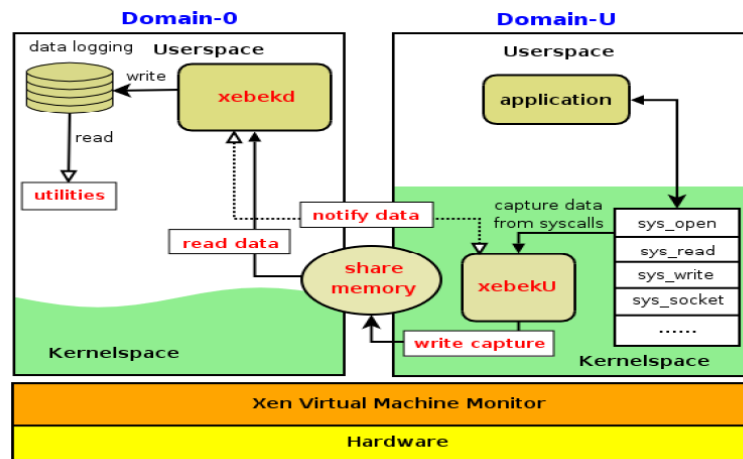 Domain-0
Domain-U
data logging
Userspace
write
xebekd
read
utilities
Userspace
application
notify data
read data
capture data
from syscalls
share
memory
xebekU
write capture
sys_open
sys_read
sys_write
sys_socket
......
Kernelspace
Kernelspace
Xen Virtual Machine Monitor
Hardware